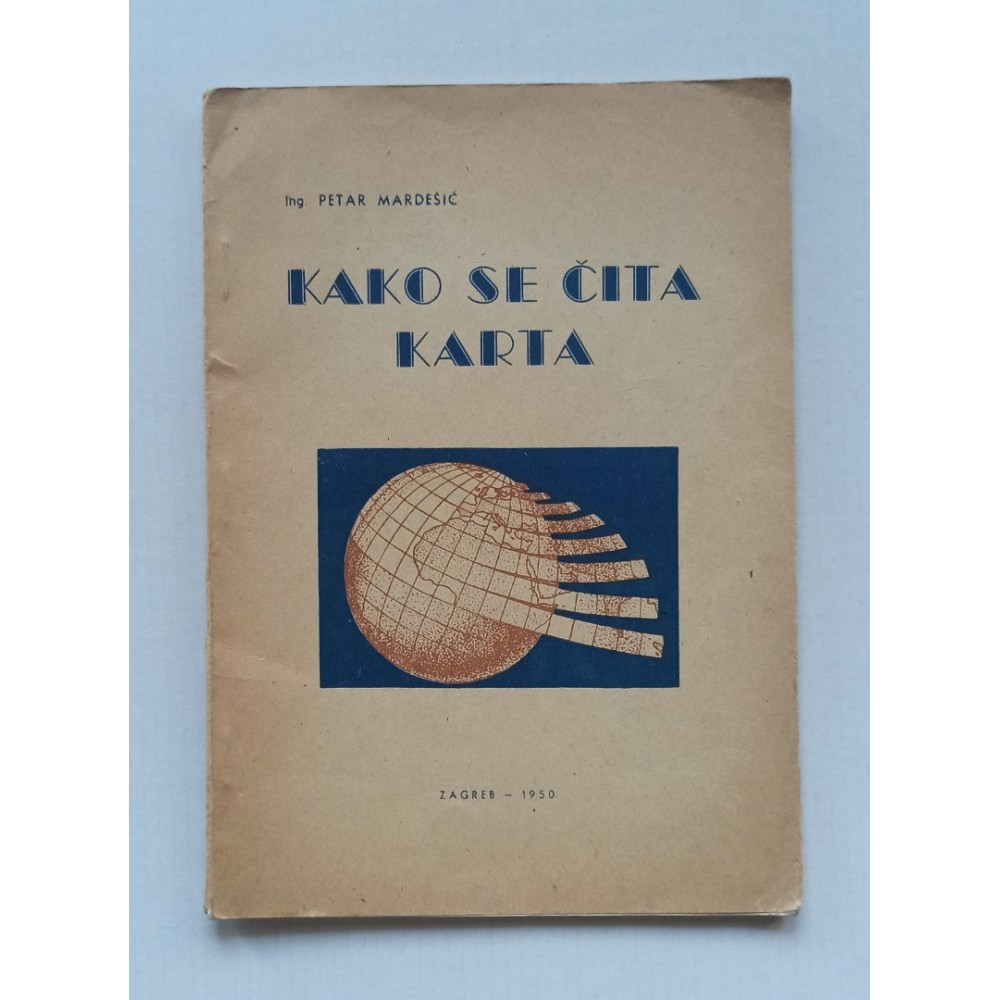 Ing. PETAR MARDEŠIĆ
KAKO SE ČITA
KARTA
ZAGREB – 1950.